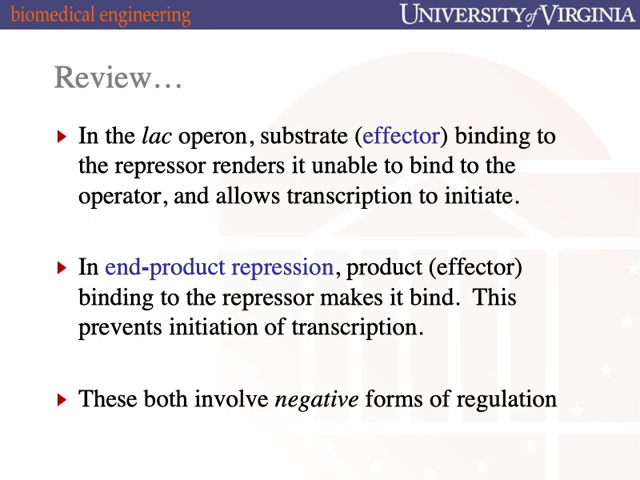 biomedical engineering
UNIVERSITY of VIRGINIA
Review…
In the lac operon, substrate (effector) binding to
the repressor renders it unable to bind to the
operator, and allows transcription to initiate.
In end-product repression, product (effector)
binding to the repressor makes it bind. This
prevents initiation of transcription.
These both involve negative forms of regulation